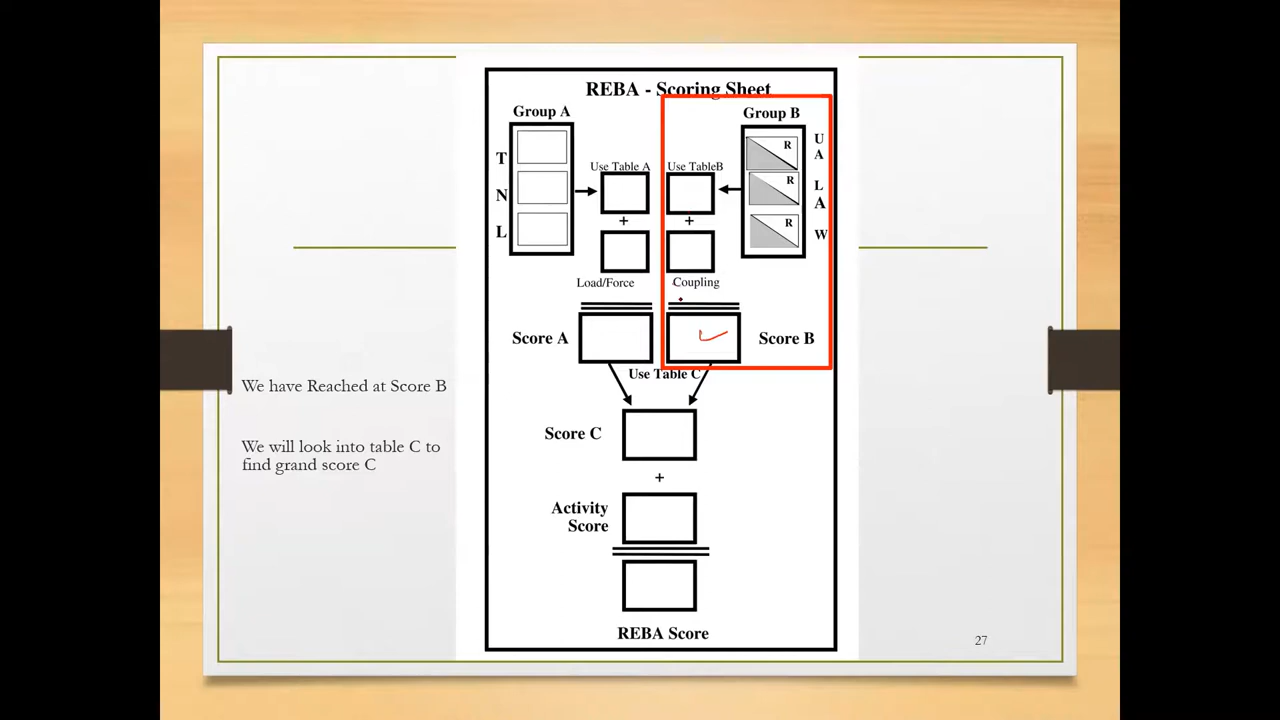 REBA - Scoring Sheet
Group A
Group B
T
N
L
Use Table A
Use TableB
R
R
R
U
A
L
A
W
+
+
Load/Force
Coupling
Score A
Score B
Use Table C
We have Reached at Score B
We will look into table C to
find grand score C
Score C
+
Activity
Score
REBA Score
27